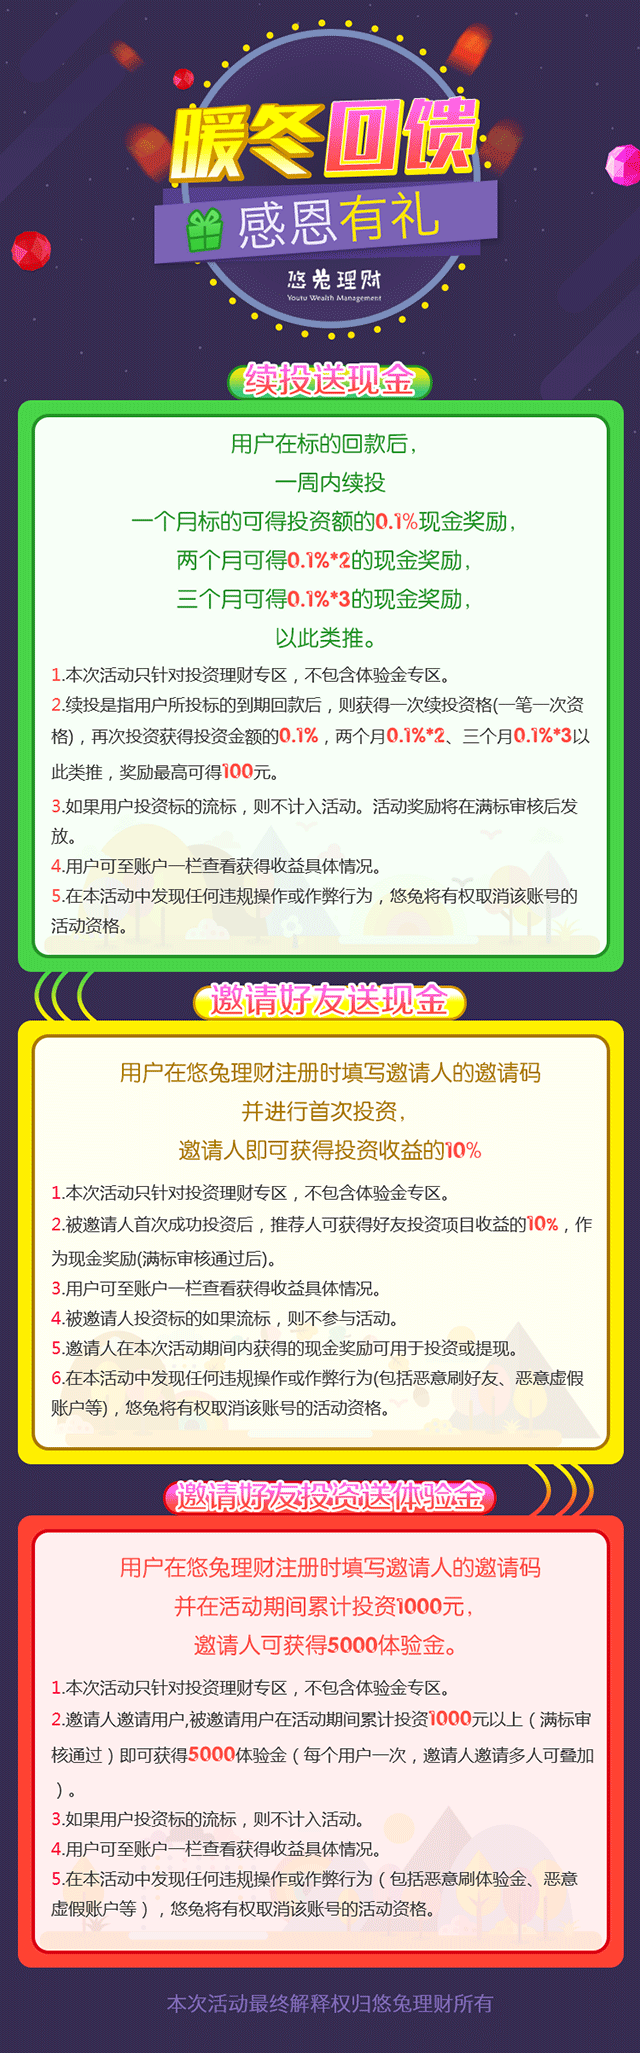 暖冬回馈
感恩有礼
悠兔理财
Youtu Wealth Management
续投送现金
用户在标的回款后，
一周内续投
一个月标的可得投资额的0.1%现金奖励，
两个月可得0.1%*2的现金奖励，
三个月可得0.1%*3的现金奖励，
以此类推。
1.本次活动只针对投资理财专区，不包含体验金专区。
2.续投是指用户所投标的到期回款后，则获得一次续投资格(一笔一次资
格)，再次投资获得投资金额的0.1%，两个月0.1%*2、三个月0.1%*3以
此类推，奖励最高可得100元。
3.如果用户投资标的流标，则不计入活动。活动奖励将在满标审核后发
放。
4.用户可至账户一栏查看获得收益具体情况。
5.在本活动中发现任何违规操作或作弊行为，悠兔将有权取消该账号的
活动资格。
邀请好友送现金
用户在悠兔理财注册时填写邀请人的邀请码
并进行首次投资，
邀请人即可获得投资收益的10%
1.本次活动只针对投资理财专区，不包含体验金专区。
2.被邀请人首次成功投资后，推荐人可获得好友投资项目收益的10%，作
为现金奖励(满标审核通过后)。
3.用户可至账户一栏查看获得收益具体情况。
4.被邀请人投资标的如果流标，则不参与活动。
5.邀请人在本次活动期间内获得的现金奖励可用于投资或提现。
6.在本活动中发现任何违规操作或作弊行为(包括恶意刷好友、恶意虚假
账户等)，悠兔将有权取消该账号的活动资格。
邀请好友投资送体验金
用户在悠兔理财注册时填写邀请人的邀请码
并在活动期间累计投资1000元，
邀请人可获得5000体验金。
1.本次活动只针对投资理财专区，不包含体验金专区。
2.邀请人邀请用户,被邀请用户在活动期间累计投资1000元以上（满标审
核通过）即可获得5000体验金（每个用户一次，邀请人邀请多人可叠加
）。
3.如果用户投资标的流标，则不计入活动。
4.用户可至账户一栏查看获得收益具体情况。
5.在本活动中发现任何违规操作或作弊行为（包括恶意刷体验金、恶意
虚假账户等），悠兔将有权取消该账号的活动资格。
本次活动最终解释权归悠兔理财所有